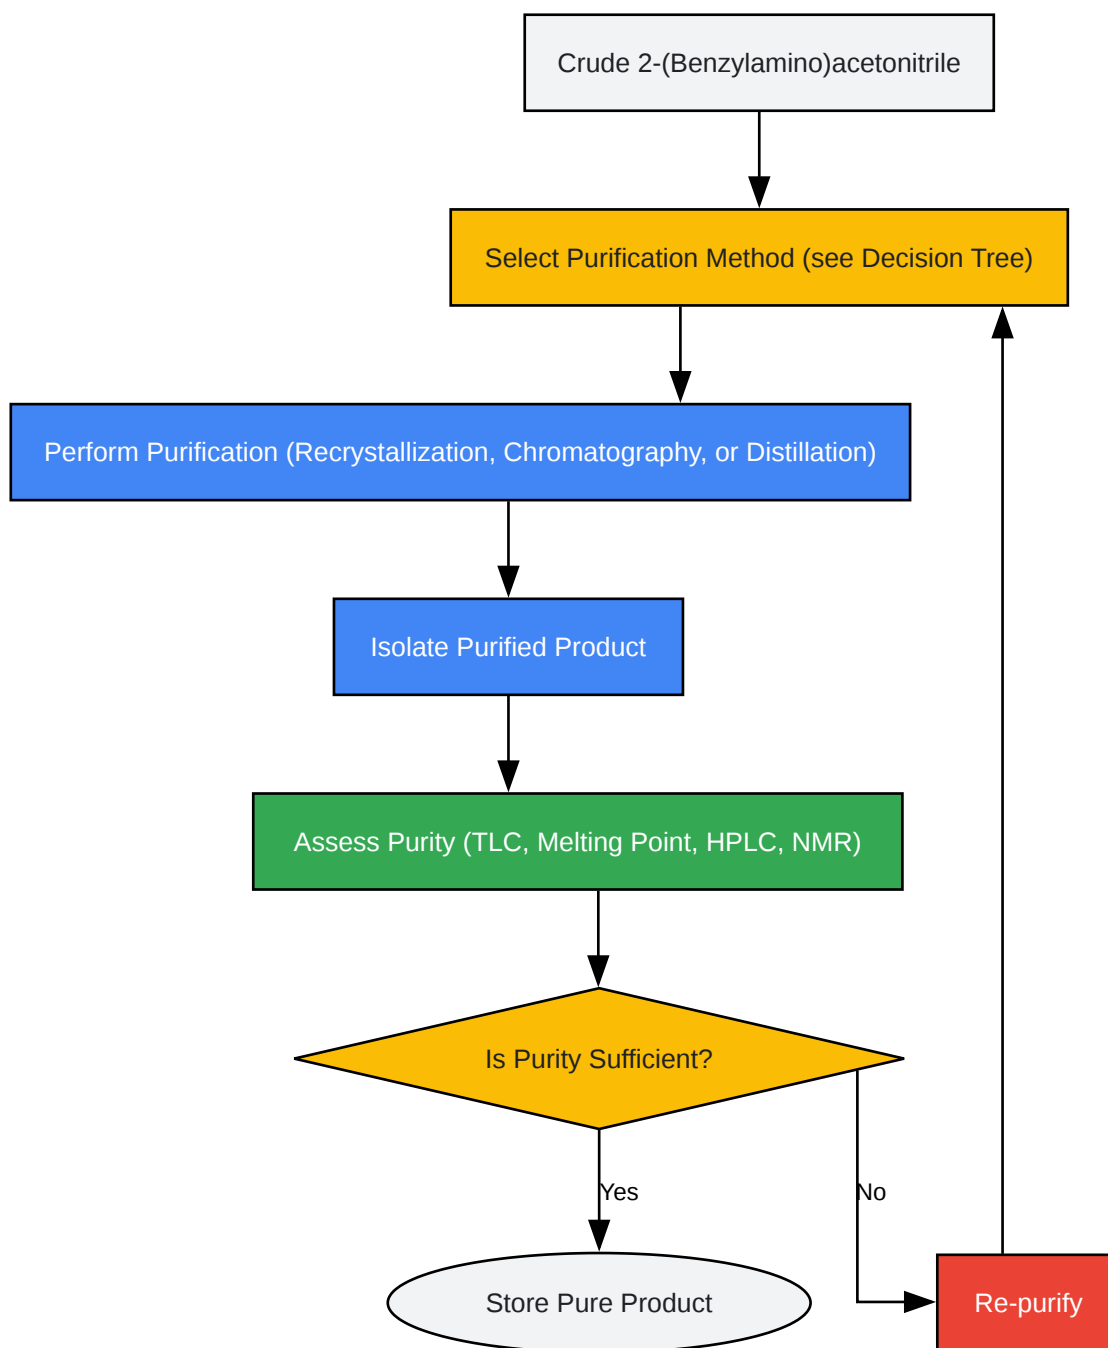 Crude 2-(Benzylamino)acetonitrile
Select Purification Method (see Decision Tree)
Perform Purification (Recrystallization, Chromatography, or Distillation)
Isolate Purified Product
Assess Purity (TLC, Melting Point, HPLC, NMR)
Is Purity Sufficient?
Yes
No
Store Pure Product
Re-purify